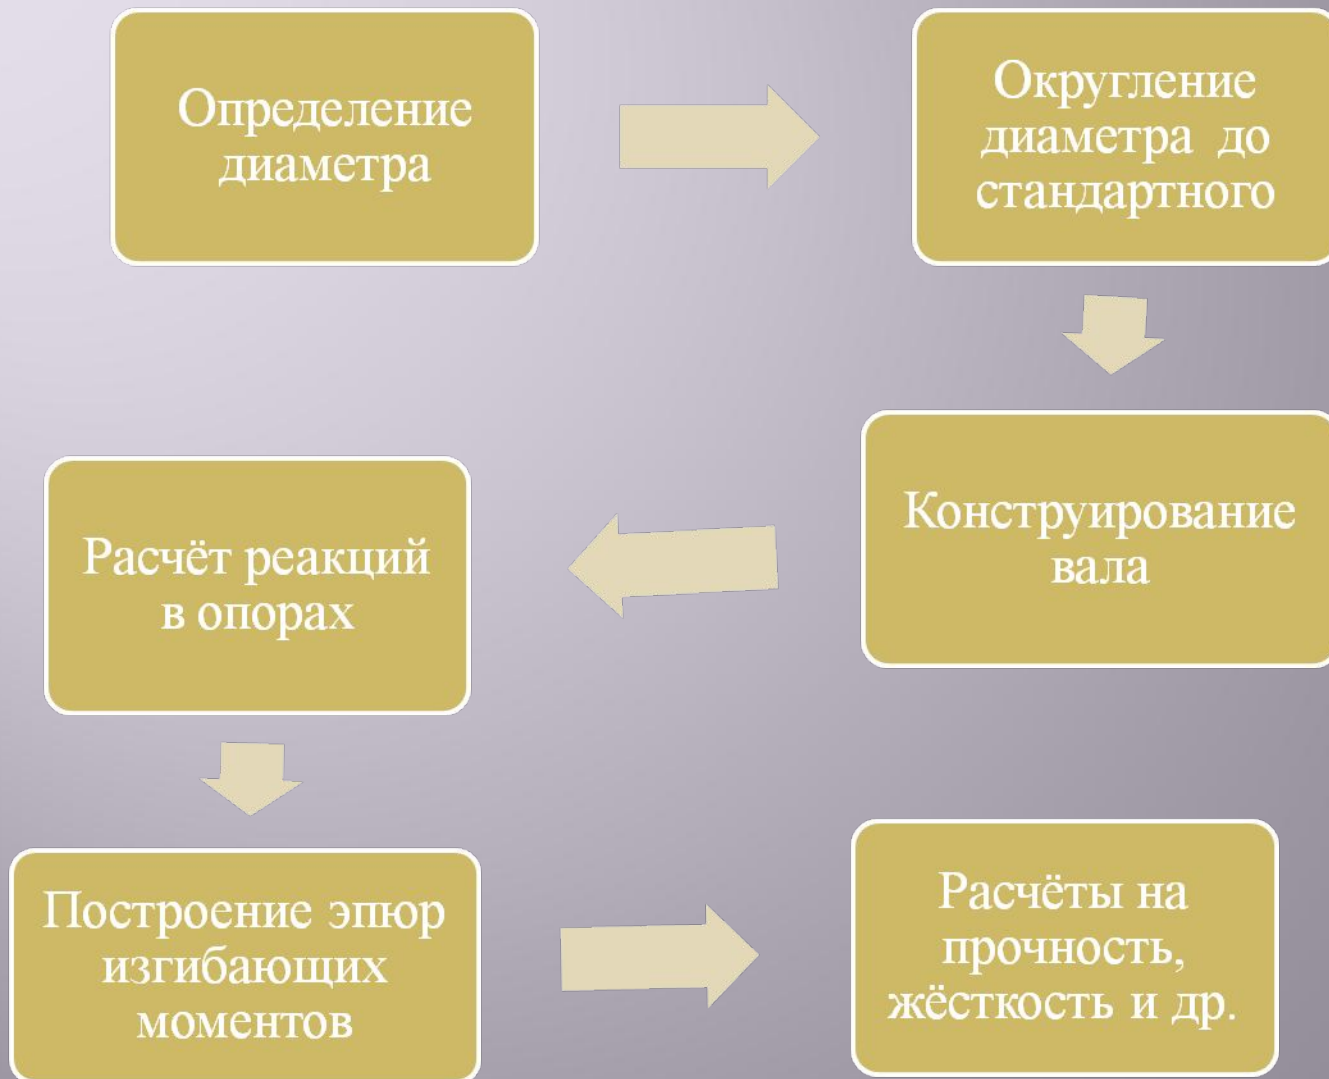 Определение
диаметра
Округление
диаметра до
стандартного
Конструирование
вала
Расчёт реакций
в опорах
Построение эпюр
изгибающих
моментов
Расчёты на
прочность,
жёсткость и др.